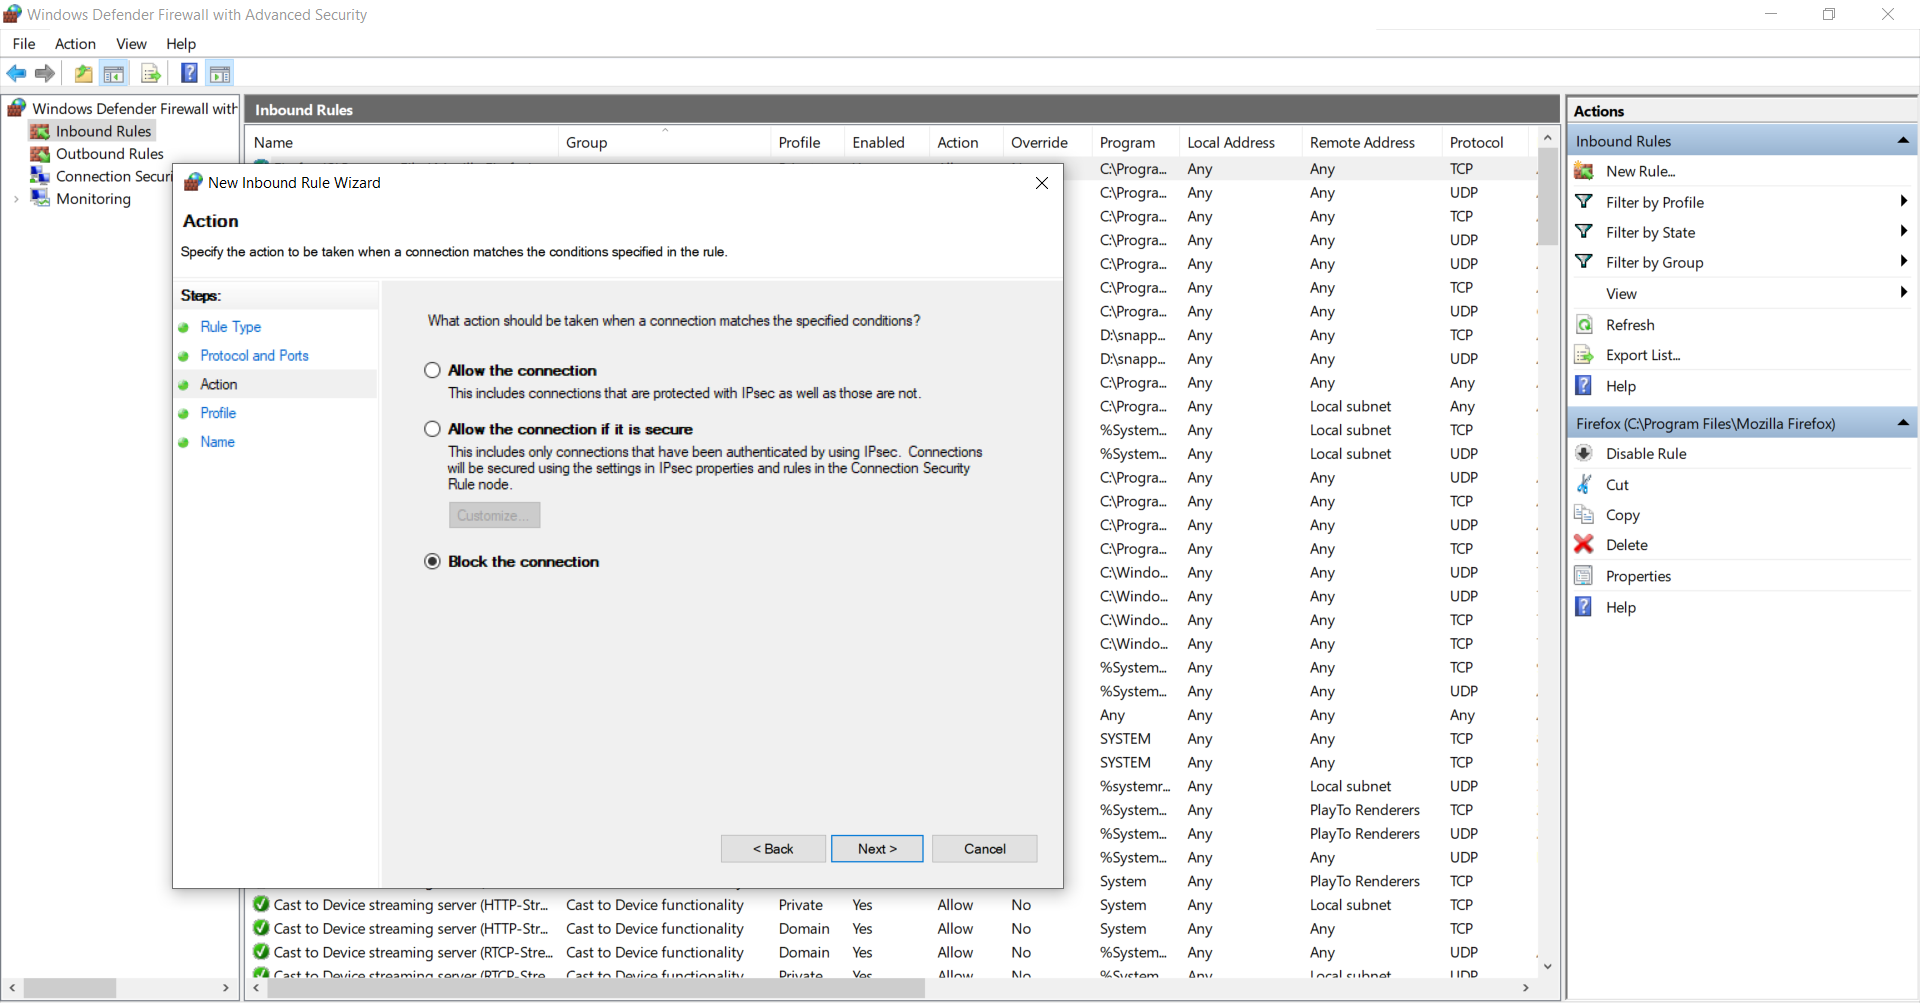 Windows Defender Firewall with Advanced Security
File Action View Help
Windows Defender Firewall with
Inbound Rules
Outbound Rules
Connection Securi
Monitoring
Inbound Rules
Name Group Profile Enabled Action Override Program Local Address Remote Address Protocol
C:\Progra... Any Any TCP
C:\Progra... Any Any UDP
C:\Progra... Any Any TCP
C:\Progra... Any Any UDP
C:\Progra... Any Any UDP
C:\Progra... Any Any TCP
C:\Progra... Any Any UDP
D:\snapp... Any Any TCP
D:\snapp... Any Any UDP
C:\Progra... Any Any Any
C:\Progra... Any Local subnet Any
%System... Any Local subnet TCP
%System... Any Local subnet UDP
C:\Progra... Any Any UDP
C:\Progra... Any Any TCP
C:\Progra... Any Any UDP
C:\Progra... Any Any TCP
C:\Windo... Any Any UDP
C:\Windo... Any Any UDP
C:\Windo... Any Any TCP
C:\Windo... Any Any TCP
%System... Any Any TCP
%System... Any Any UDP
Any Any Any Any
SYSTEM Any Any TCP
SYSTEM Any Any TCP
%systemr... Any Local subnet UDP
%System... Any PlayTo Renderers TCP
%System... Any PlayTo Renderers UDP
%System... Any Any UDP
System Any PlayTo Renderers TCP
Cast to Device streaming server (HTTP-Str... Cast to Device functionality Private Yes Allow No System Any Local subnet TCP
Cast to Device streaming server (HTTP-Str... Cast to Device functionality Domain Yes Allow No System Any Any TCP
Cast to Device streaming server (RTCP-Stre... Cast to Device functionality Domain Yes Allow No %System... Any Any UDP
Cast to Device streaming server (RTCP-Stre... Cast to Device functionality Private Yes Allow No %System... Any Local subnet UDP
New Inbound Rule Wizard
Action
Specify the action to be taken when a connection matches the conditions specified in the rule.
Steps:
Rule Type
Protocol and Ports
Action
Profile
Name
What action should be taken when a connection matches the specified conditions?
Allow the connection
This includes connections that are protected with IPsec as well as those are not.
Allow the connection if it is secure
This includes only connections that have been authenticated by using IPsec. Connections
will be secured using the settings in IPsec properties and rules in the Connection Security
Rule node.
Customize...
Block the connection
< Back Next > Cancel
Actions
Inbound Rules
New Rule...
Filter by Profile
Filter by State
Filter by Group
View
Refresh
Export List...
Help
Firefox (C:\Program Files\Mozilla Firefox)
Disable Rule
Cut
Copy
Delete
Properties
Help